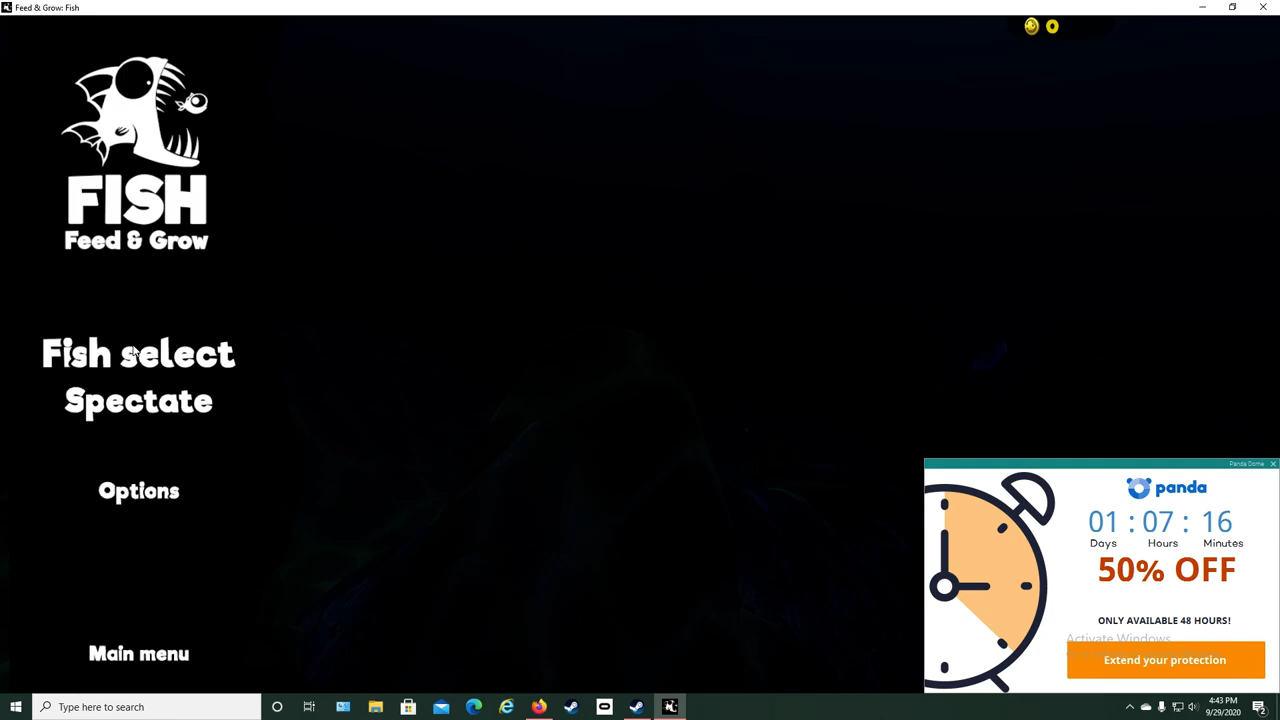 Feed & Grow: Fish
0
FISH
Feed & Grow
Fish select
Spectate
Options
Main menu
Panda Dome
panda
01 : 07 : 16
Days Hours Minutes
50% OFF
ONLY AVAILABLE 48 HOURS!
Activate Windows
Extend your protection
Type here to search
4:43 PM
9/29/2020
2